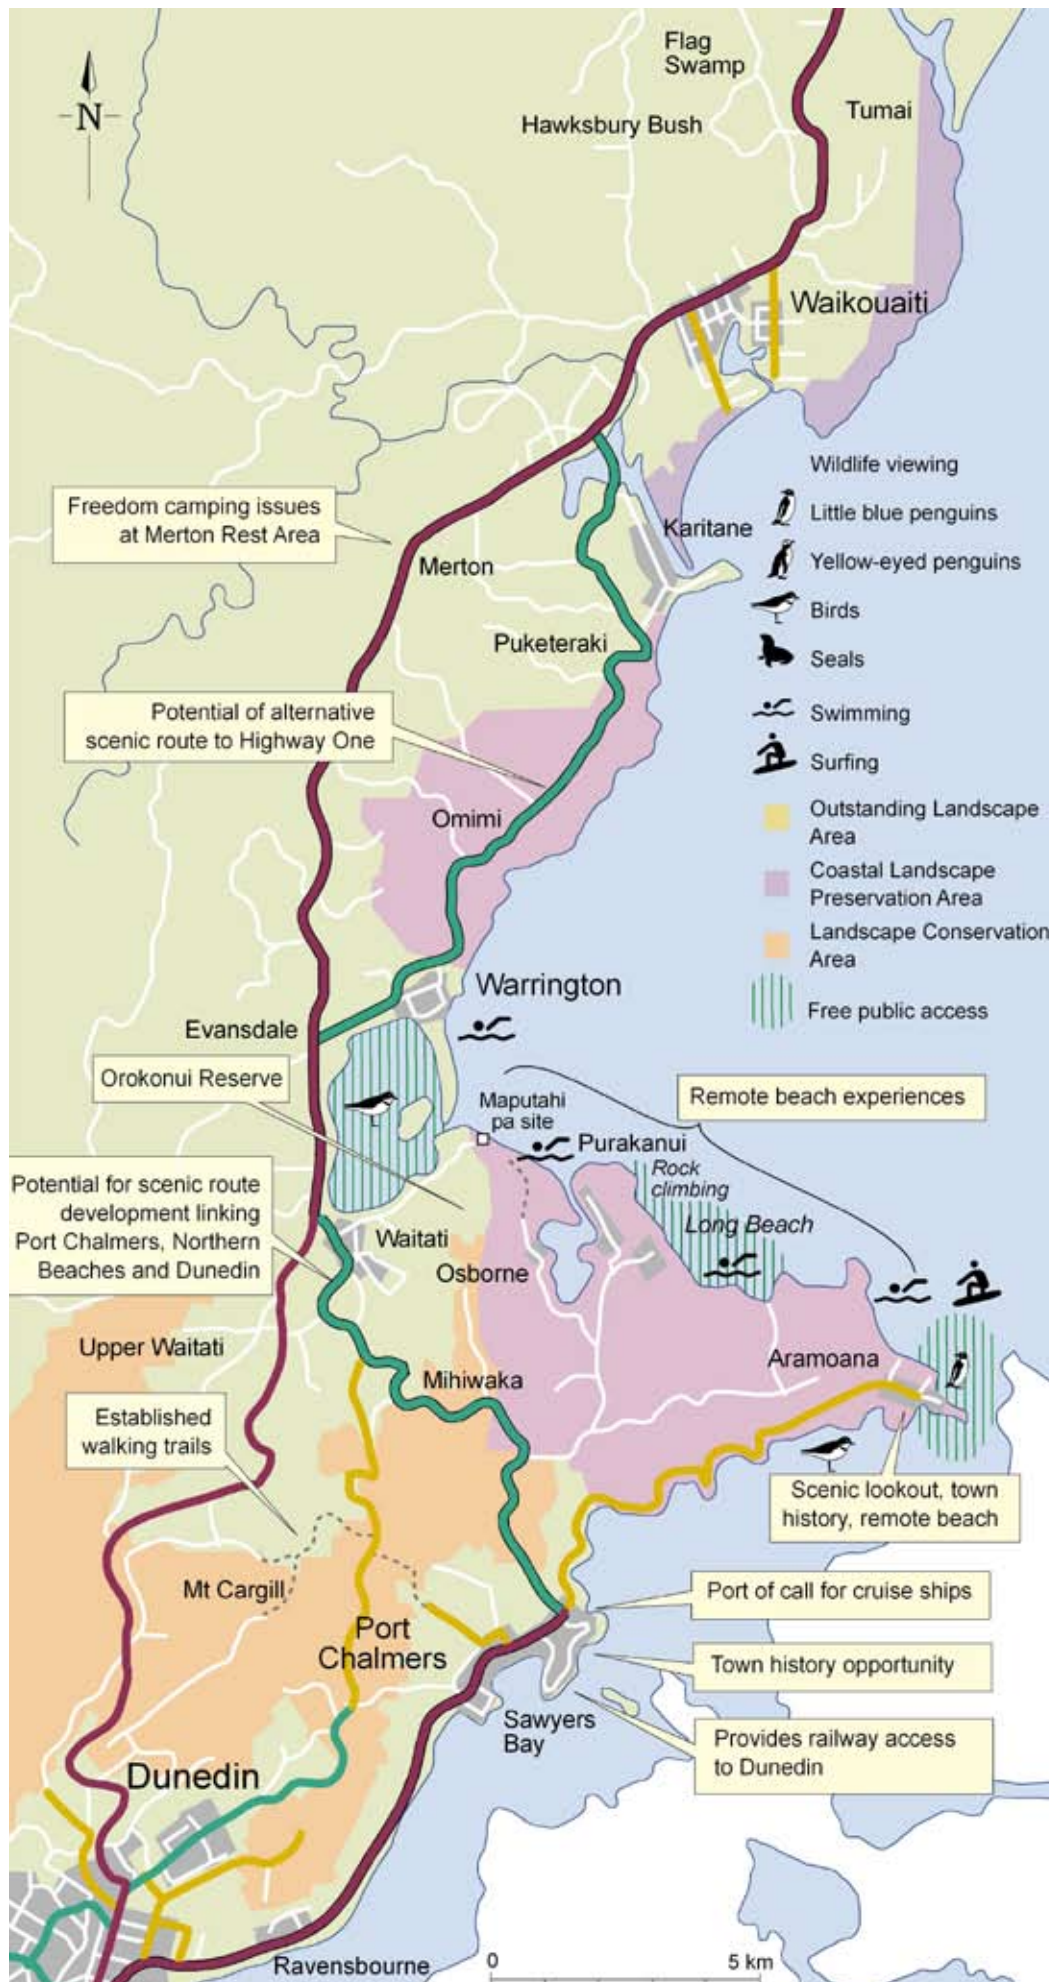 Flag
Swamp
Tumai
N
Hawksbury Bush
Waikouaiti
Wildlife viewing
Little blue penguins
Yellow-eyed penguins
Birds
Seals
Swimming
Surfing
Outstanding Landscape
Area
Coastal Landscape
Preservation Area
Landscape Conservation
Area
Free public access
Freedom camping issues
at Merton Rest Area
Karitane
Merton
Puketeraki
Potential of alternative
scenic route to Highway One
Omimi
Warrington
Evansdale
Orokonui Reserve
Remote beach experiences
Maputahi
pa site
Purakanui
Rock
climbing
Long Beach
Potential for scenic route
development linking
Port Chalmers, Northern
Beaches and Dunedin
Waitati
Osborne
Upper Waitati
Mihiwaka
Aramoana
Established
walking trails
Scenic lookout, town
history, remote beach
Mt Cargill
Port
Chalmers
Port of call for cruise ships
Town history opportunity
Sawyers
Bay
Provides railway access
to Dunedin
Dunedin
Ravensbourne
0
5 km